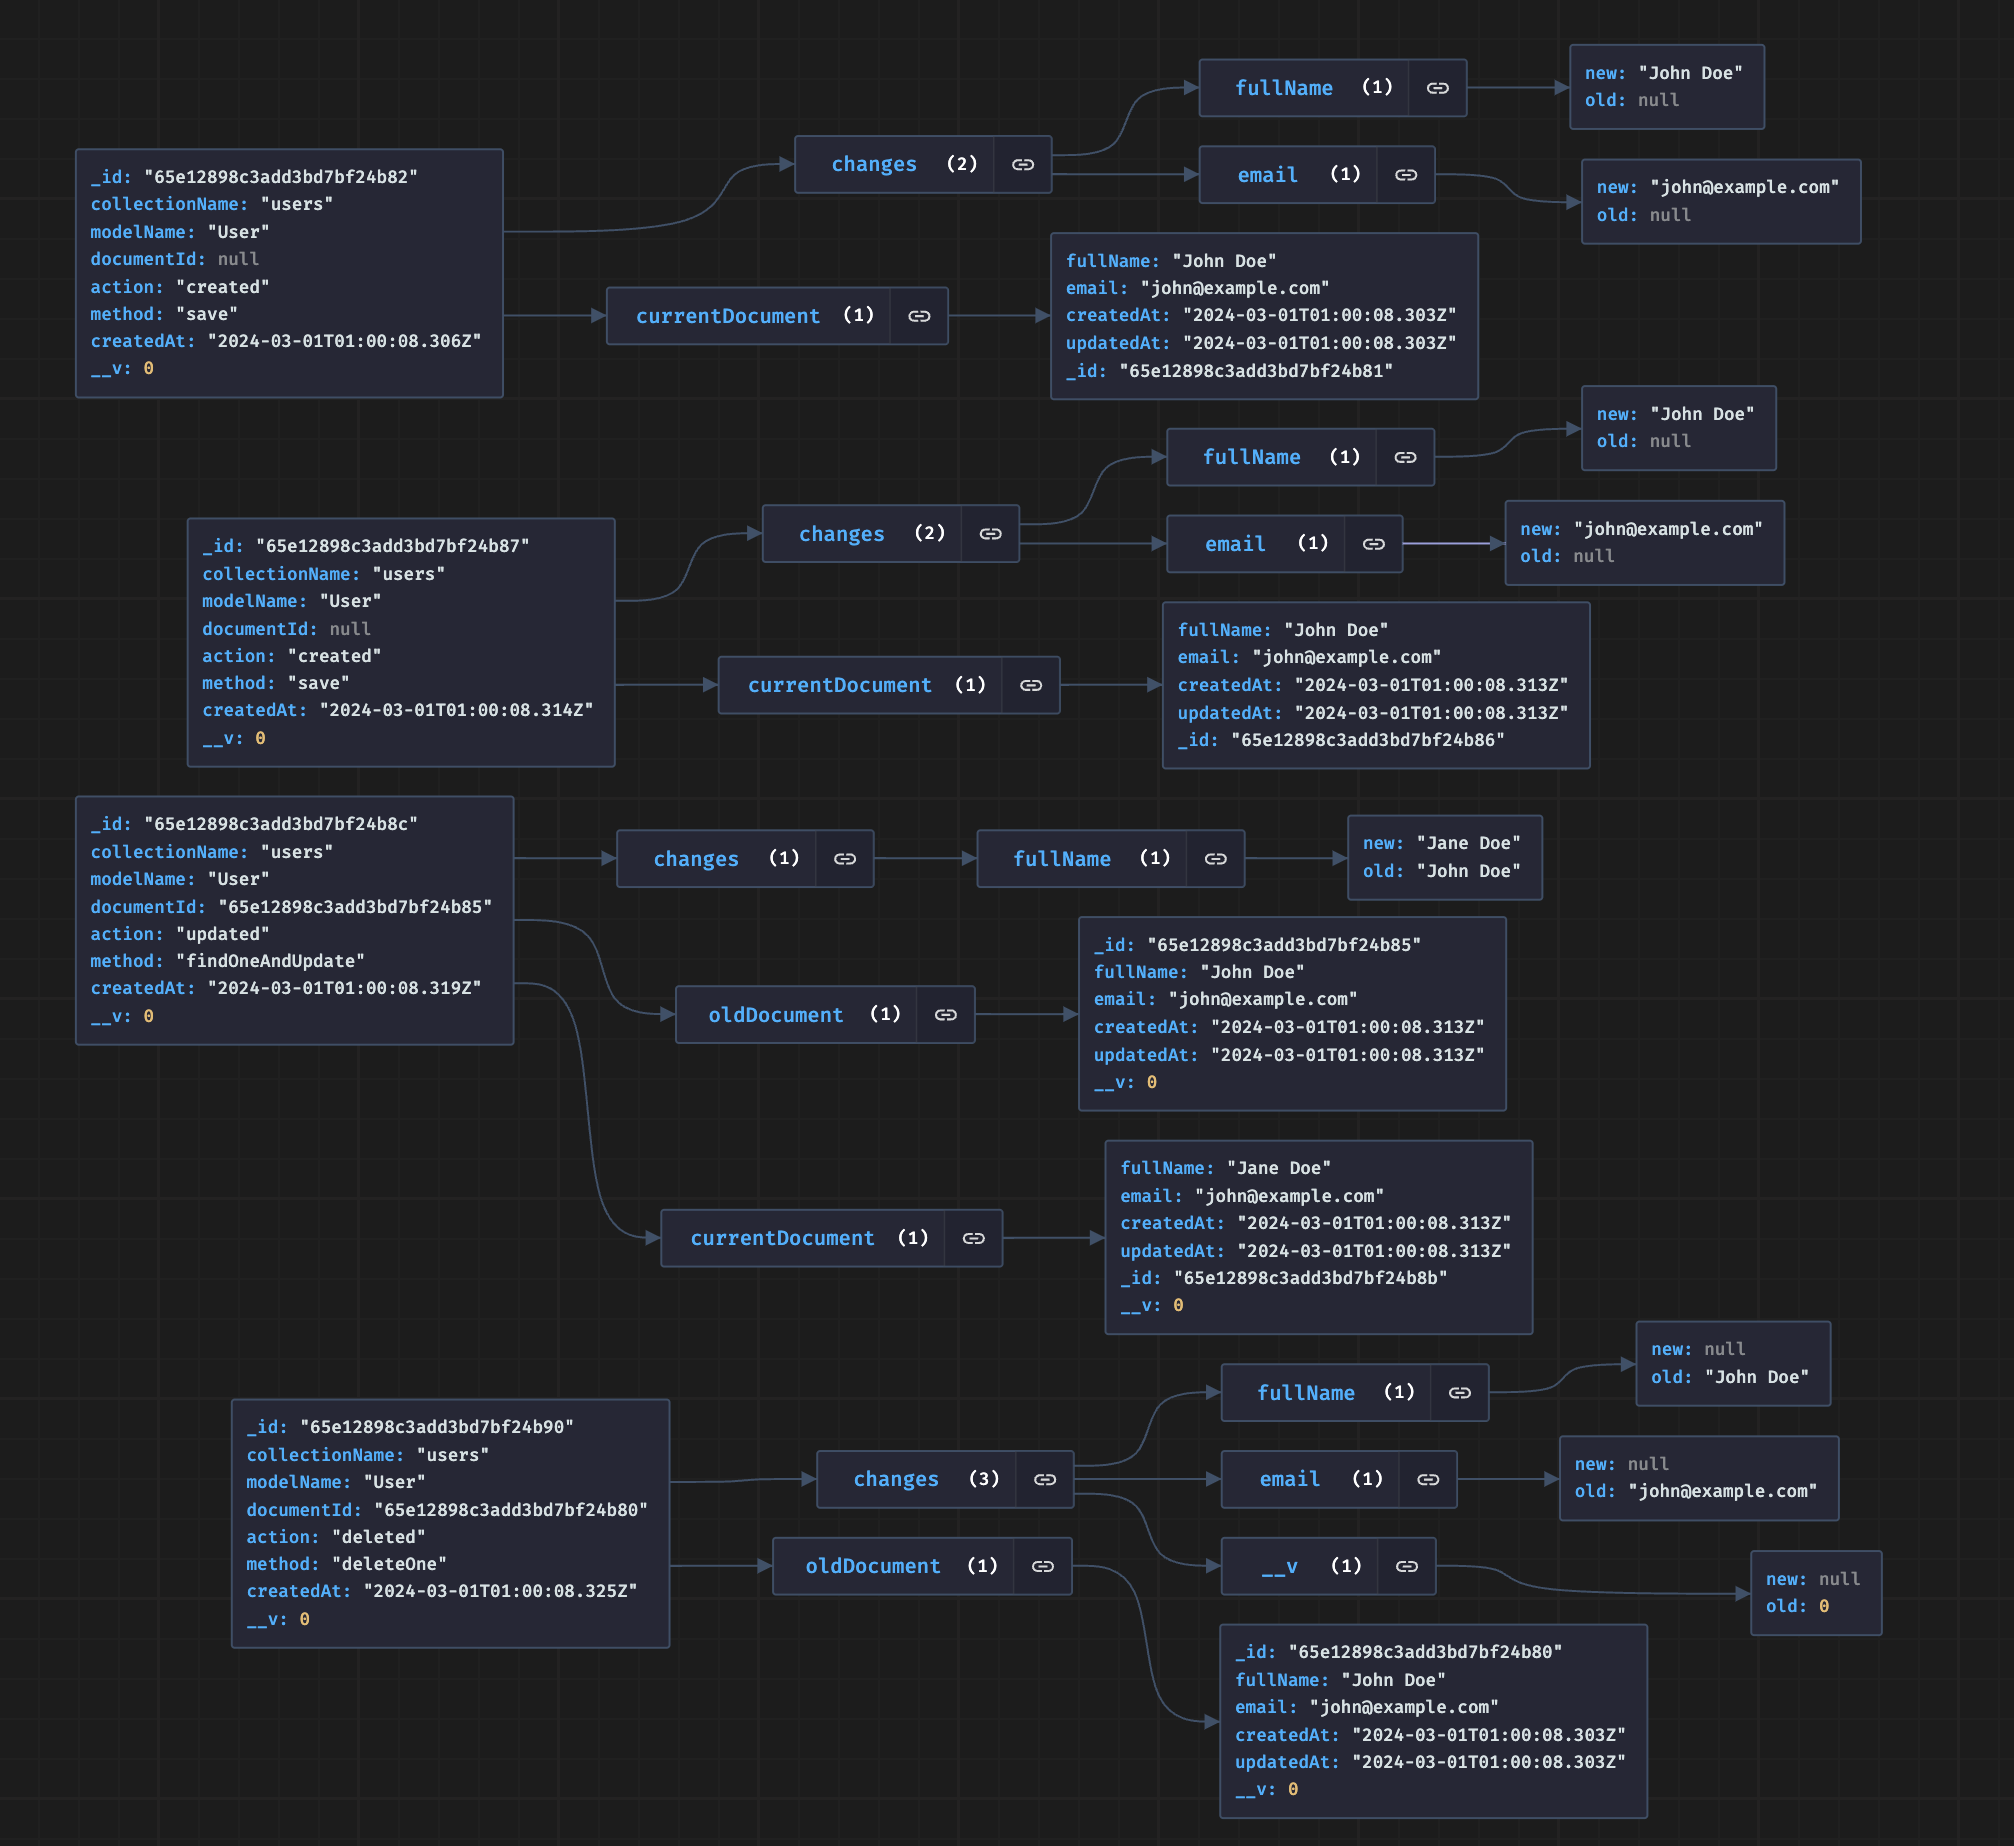 _id: "65e12898c3add3bd7bf24b82"
collectionName: "users"
modelName: "User"
documentId: null
action: "created"
method: "save"
createdAt: "2024-03-01T01:00:08.306Z"
__v: 0
changes (2)
fullName (1)
new: "John Doe"
old: null
email (1)
new: "john@example.com"
old: null
currentDocument (1)
fullName: "John Doe"
email: "john@example.com"
createdAt: "2024-03-01T01:00:08.303Z"
updatedAt: "2024-03-01T01:00:08.303Z"
_id: "65e12898c3add3bd7bf24b81"
_id: "65e12898c3add3bd7bf24b87"
collectionName: "users"
modelName: "User"
documentId: null
action: "created"
method: "save"
createdAt: "2024-03-01T01:00:08.314Z"
__v: 0
changes (2)
fullName (1)
new: "John Doe"
old: null
email (1)
new: "john@example.com"
old: null
currentDocument (1)
fullName: "John Doe"
email: "john@example.com"
createdAt: "2024-03-01T01:00:08.313Z"
updatedAt: "2024-03-01T01:00:08.313Z"
_id: "65e12898c3add3bd7bf24b86"
_id: "65e12898c3add3bd7bf24b8c"
collectionName: "users"
modelName: "User"
documentId: "65e12898c3add3bd7bf24b85"
action: "updated"
method: "findOneAndUpdate"
createdAt: "2024-03-01T01:00:08.319Z"
__v: 0
changes (1)
fullName (1)
new: "Jane Doe"
old: "John Doe"
oldDocument (1)
_id: "65e12898c3add3bd7bf24b85"
fullName: "John Doe"
email: "john@example.com"
createdAt: "2024-03-01T01:00:08.313Z"
updatedAt: "2024-03-01T01:00:08.313Z"
__v: 0
currentDocument (1)
fullName: "Jane Doe"
email: "john@example.com"
createdAt: "2024-03-01T01:00:08.313Z"
updatedAt: "2024-03-01T01:00:08.313Z"
_id: "65e12898c3add3bd7bf24b8b"
__v: 0
_id: "65e12898c3add3bd7bf24b90"
collectionName: "users"
modelName: "User"
documentId: "65e12898c3add3bd7bf24b80"
action: "deleted"
method: "deleteOne"
createdAt: "2024-03-01T01:00:08.325Z"
__v: 0
changes (3)
fullName (1)
new: null
old: "John Doe"
email (1)
new: null
old: "john@example.com"
__v (1)
new: null
old: 0
oldDocument (1)
_id: "65e12898c3add3bd7bf24b80"
fullName: "John Doe"
email: "john@example.com"
createdAt: "2024-03-01T01:00:08.303Z"
updatedAt: "2024-03-01T01:00:08.303Z"
__v: 0